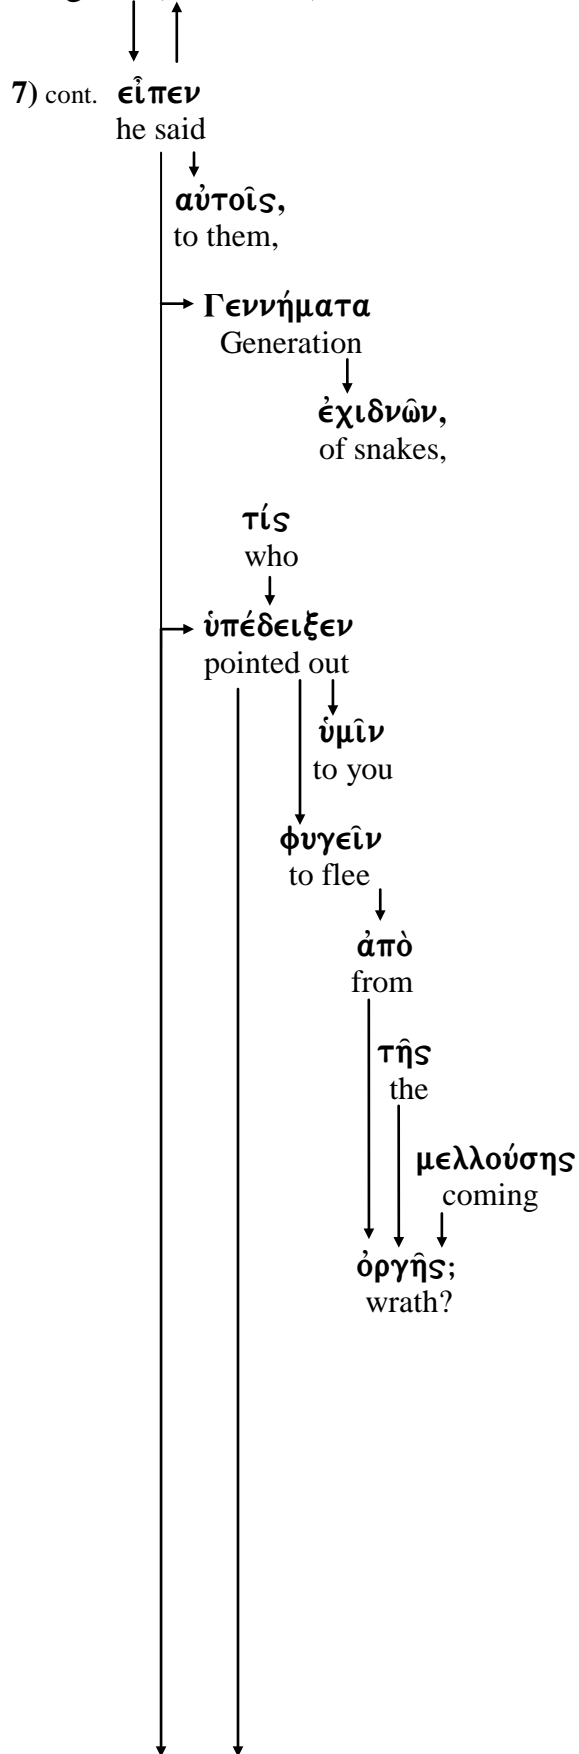 7) cont. εἶπεν
he said
αὐτοῖς,
to them,
Γεννήματα
Generation
ἐχιδνῶν,
of snakes,
τίς
who
ὑπέδειξεν
pointed out
ὑμῖν
to you
φυγεῖν
to flee
ἀπὸ
from
τῆς
the
μελλούσης
coming
ὀργῆς;
wrath?